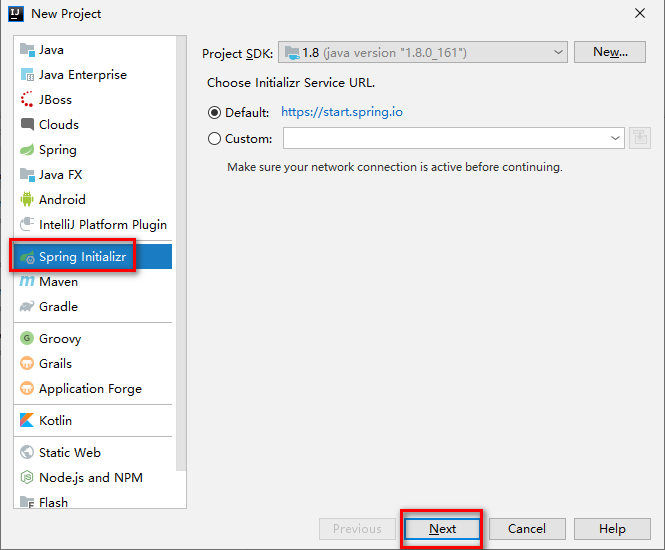 New Project
Java
Java Enterprise
JBoss
Clouds
Spring
Java FX
Android
IntelliJ Platform Plugin
Spring Initializr
Maven
Gradle
Groovy
Grails
Application Forge
Kotlin
Static Web
Node.js and NPM
Flash
Project SDK: 1.8 (java version "1.8.0_161") New...
Choose Initializr Service URL.
Default: https://start.spring.io
Custom:
Make sure your network connection is active before continuing.
Previous Next Cancel Help